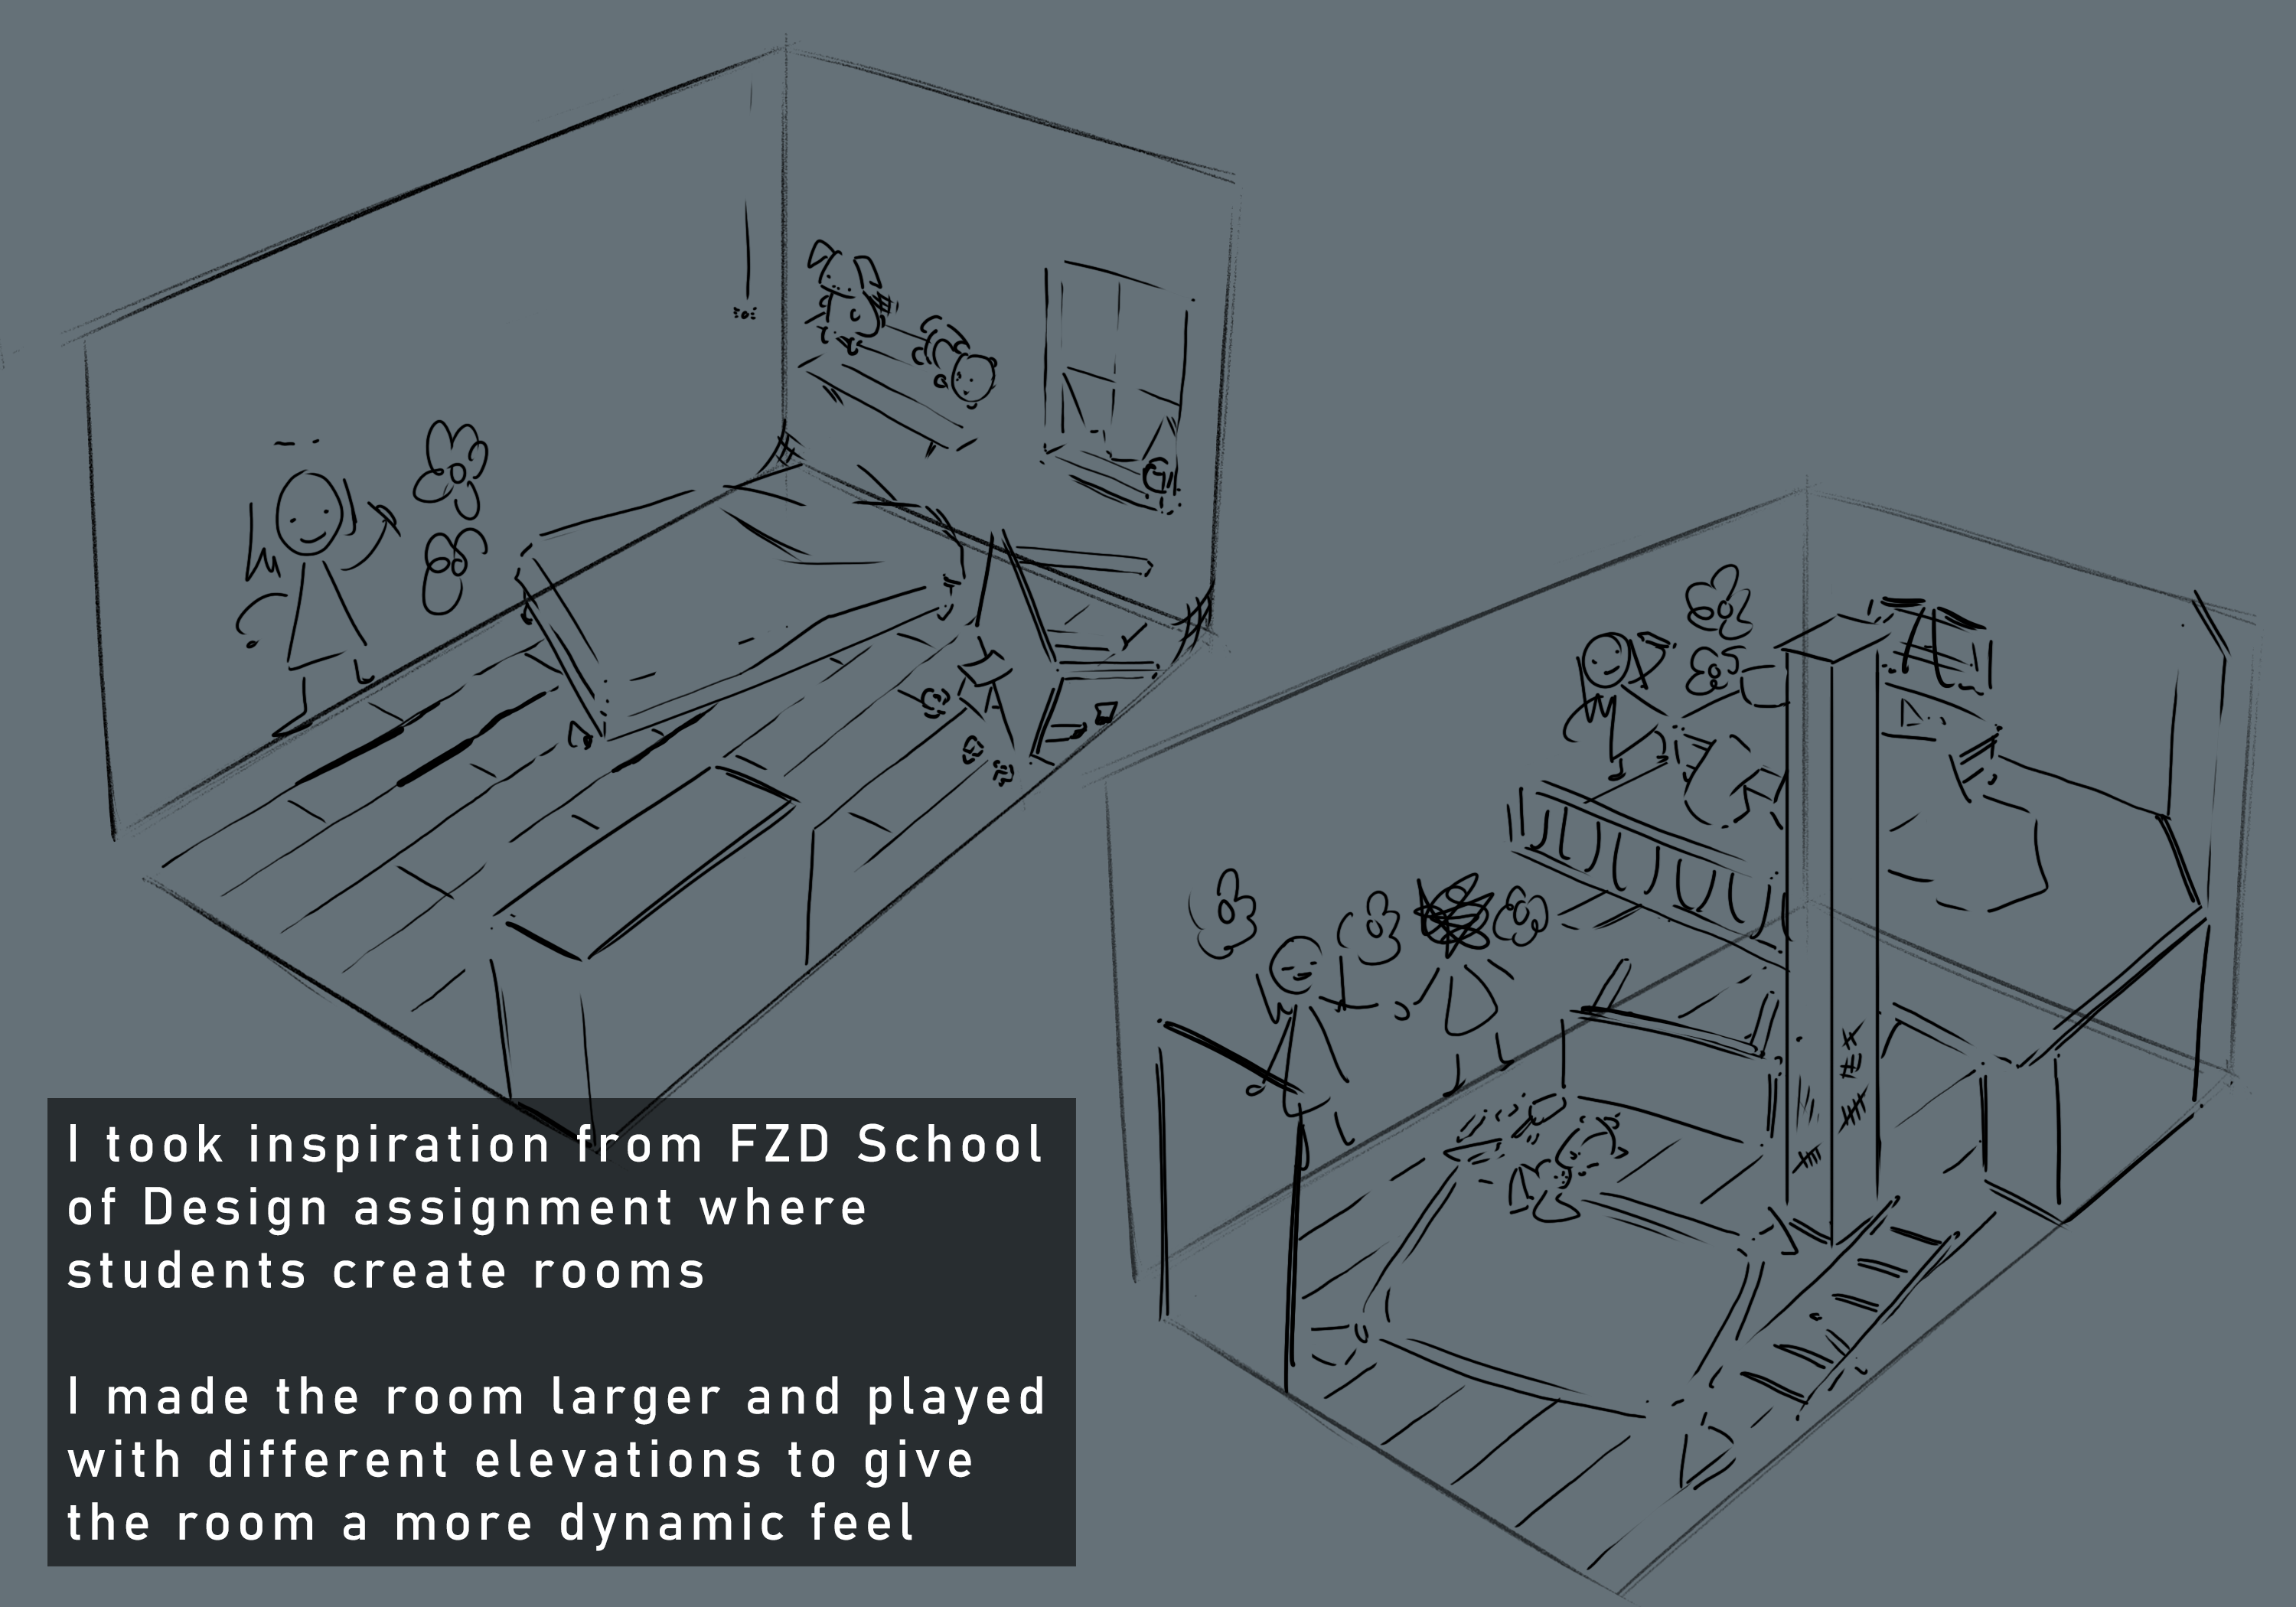 I took inspiration from FZD School
of Design assignment where
students create rooms
I made the room larger and played
with different elevations to give
the room a more dynamic feel